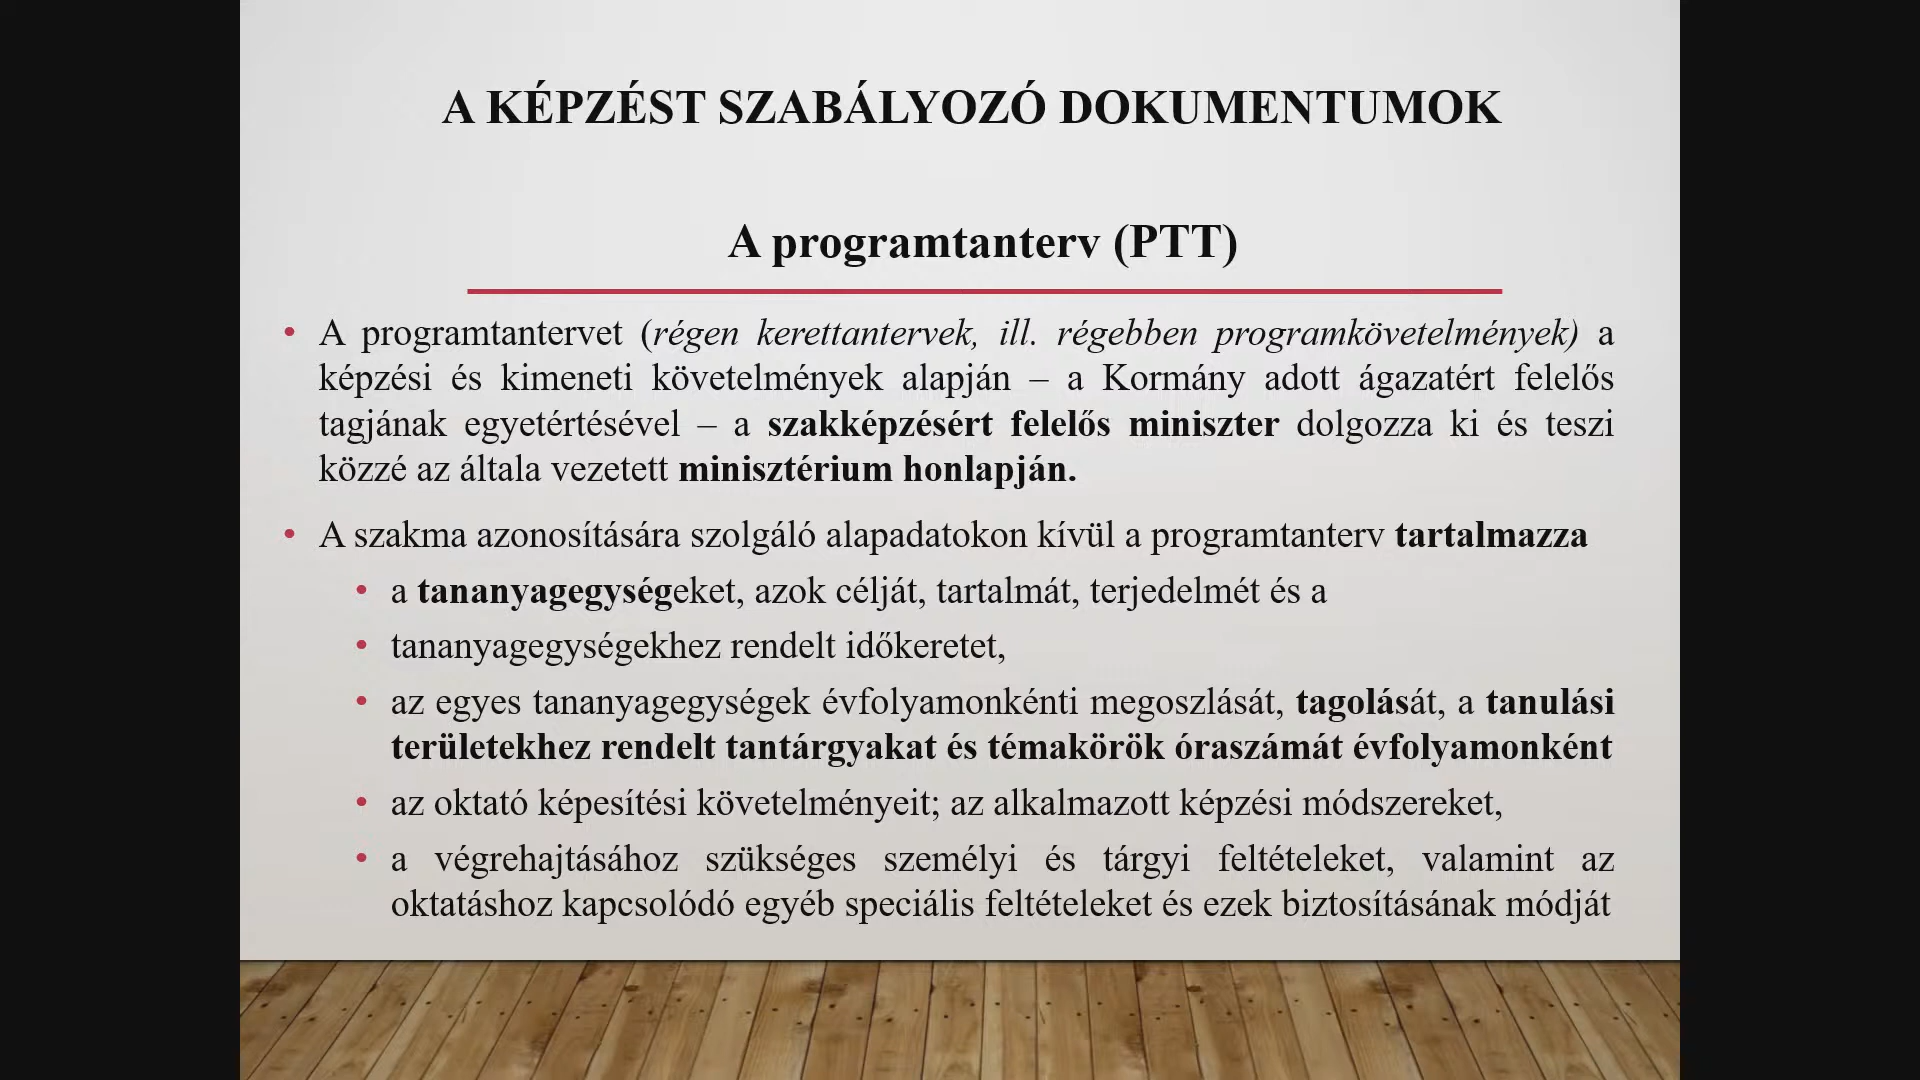 A KÉPZÉST SZABÁLYOZÓ DOKUMENTUMOK
A programtanterv (PTT)
• A programtantervet (régen kerettantervek, ill. régebben programkövetelmények) a
képzési és kimeneti követelmények alapján – a Kormány adott ágazatért felelős
tagjának egyetértésével – a szakképzésért felelős miniszter dolgozza ki és teszi
közzé az általa vezetett minisztérium honlapján.
• A szakma azonosítására szolgáló alapadatokon kívül a programtanterv tartalmazza
• a tananyagegységeket, azok célját, tartalmát, terjedelmét és a
• tananyagegységekhez rendelt időkeretet,
• az egyes tananyagegységek évfolyamonkénti megoszlását, tagolását, a tanulási
területekhez rendelt tantárgyakat és témakörök óraszámát évfolyamonként
• az oktató képesítési követelményeit; az alkalmazott képzési módszereket,
• a végrehajtásához szükséges személyi és tárgyi feltételeket, valamint az
oktatáshoz kapcsolódó egyéb speciális feltételeket és ezek biztosításának módját